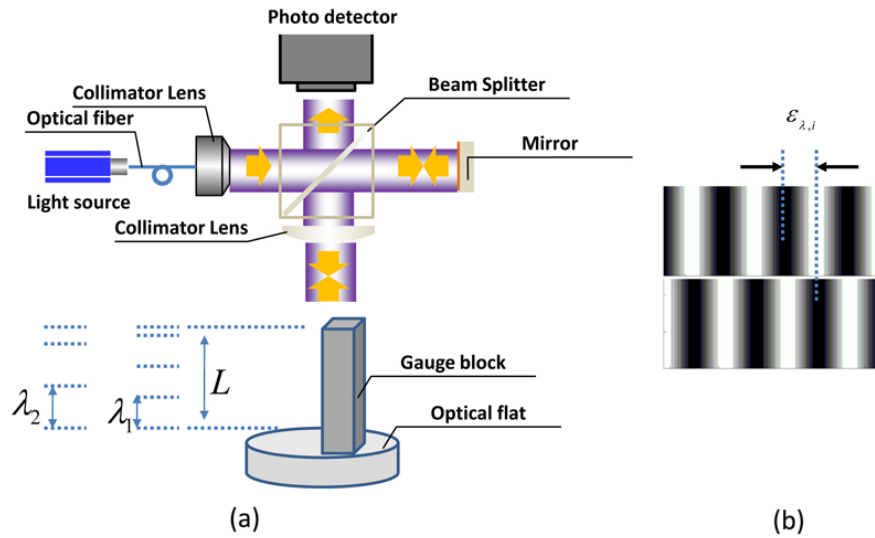 Photo detector
Collimator Lens
Beam Splitter
Optical fiber
Mirror
Light source
Collimator Lens
ε_{λ,i}
Gauge block
L
λ₂
λ₁
Optical flat
(a)
(b)